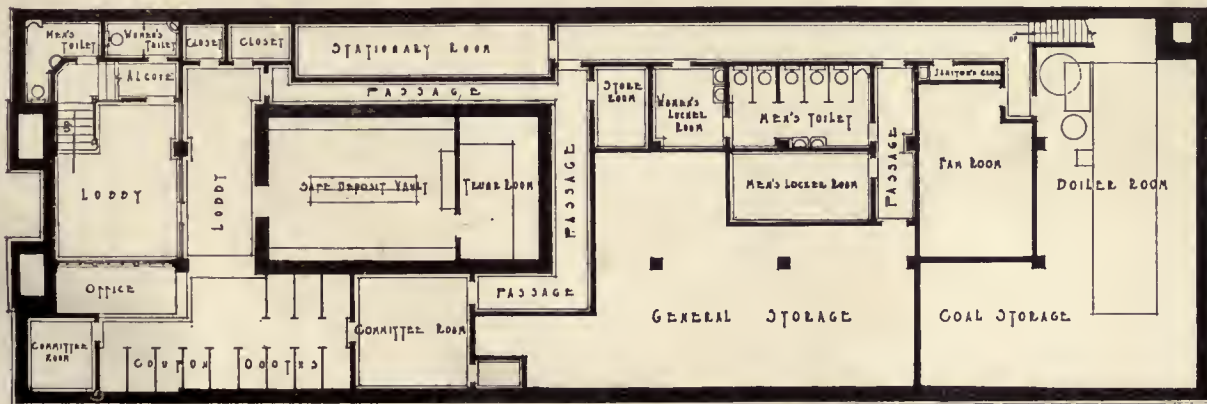 MEN'S
TOILET
WOMEN'S
TOILET
CLOSET
CLOSET
STATIONARY ROOM
UP
ALCOVE
PASSAGE
STORE
ROOM
WOMEN'S
LOCKER
ROOM
MEN'S TOILET
JANITOR'S CLOS.
LOBBY
LOBBY
SAFE DEPOSIT VAULT
TRUNK ROOM
PASSAGE
MEN'S LOCKER ROOM
PASSAGE
FAN ROOM
BOILER ROOM
OFFICE
PASSAGE
GENERAL STORAGE
COAL STORAGE
COMMITTEE
ROOM
COUPON BOOTHS
COMMITTEE ROOM